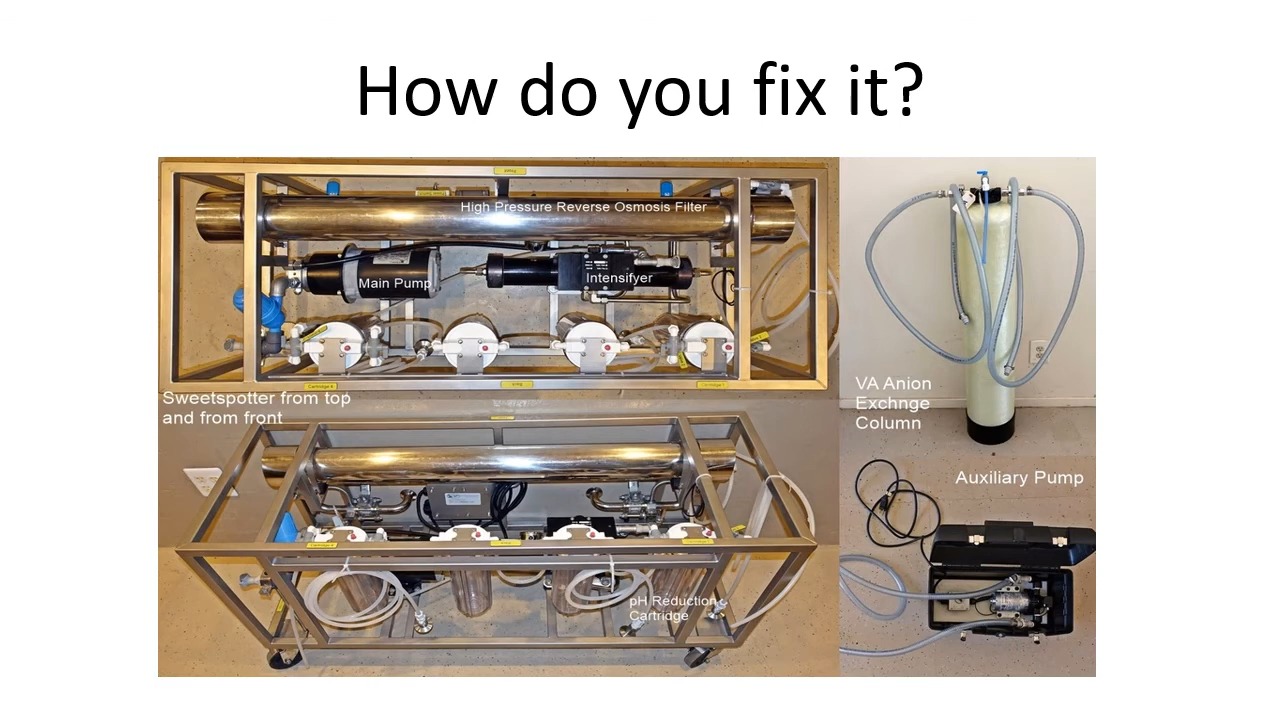 How do you fix it?
High Pressure Reverse Osmosis Filter
Main Pump
Intensifyer
Sweetspotter from top
and from front
pH Reduction
Cartridge
VA Anion
Exchnge
Column
Auxiliary Pump